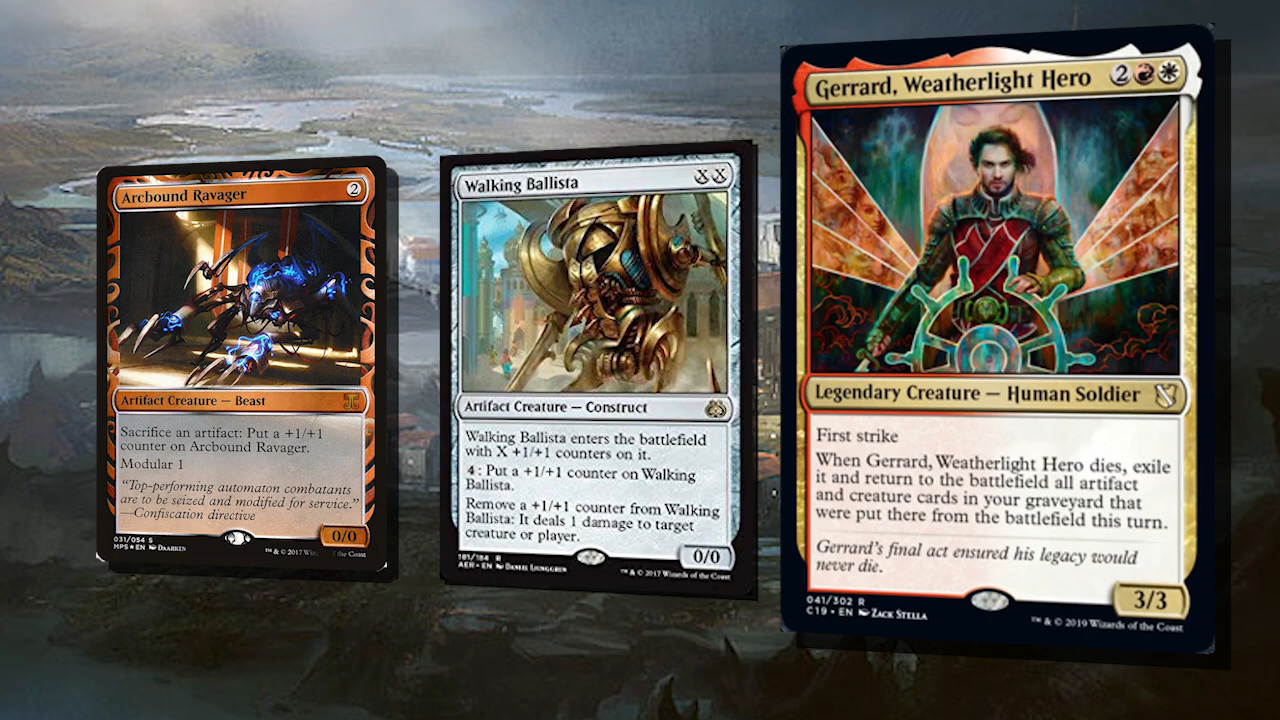 Arcbound Ravager 2
Artifact Creature — Beast
Sacrifice an artifact: Put a +1/+1
counter on Arcbound Ravager.
Modular 1
"Top-performing automaton combatants
are to be seized and modified for service."
—Confiscation directive
0/0
031/054 S
MPS ★ EN DAARKEN
™ & © 2017 Wiz the Coast
Walking Ballista XX
Artifact Creature — Construct
Walking Ballista enters the battlefield
with X +1/+1 counters on it.
4: Put a +1/+1 counter on Walking
Ballista.
Remove a +1/+1 counter from Walking
Ballista: It deals 1 damage to target
creature or player.
0/0
181/184 R
AER • EN DANIEL LJUNGGREN
™ & © 2017 Wizards of the Coast
Gerrard, Weatherlight Hero 2
Legendary Creature — Human Soldier
First strike
When Gerrard, Weatherlight Hero dies, exile
it and return to the battlefield all artifact
and creature cards in your graveyard that
were put there from the battlefield this turn.
Gerrard's final act ensured his legacy would
never die.
3/3
041/302 R
C19 • EN ZACK STELLA
™ & © 2019 Wizards of the Coast